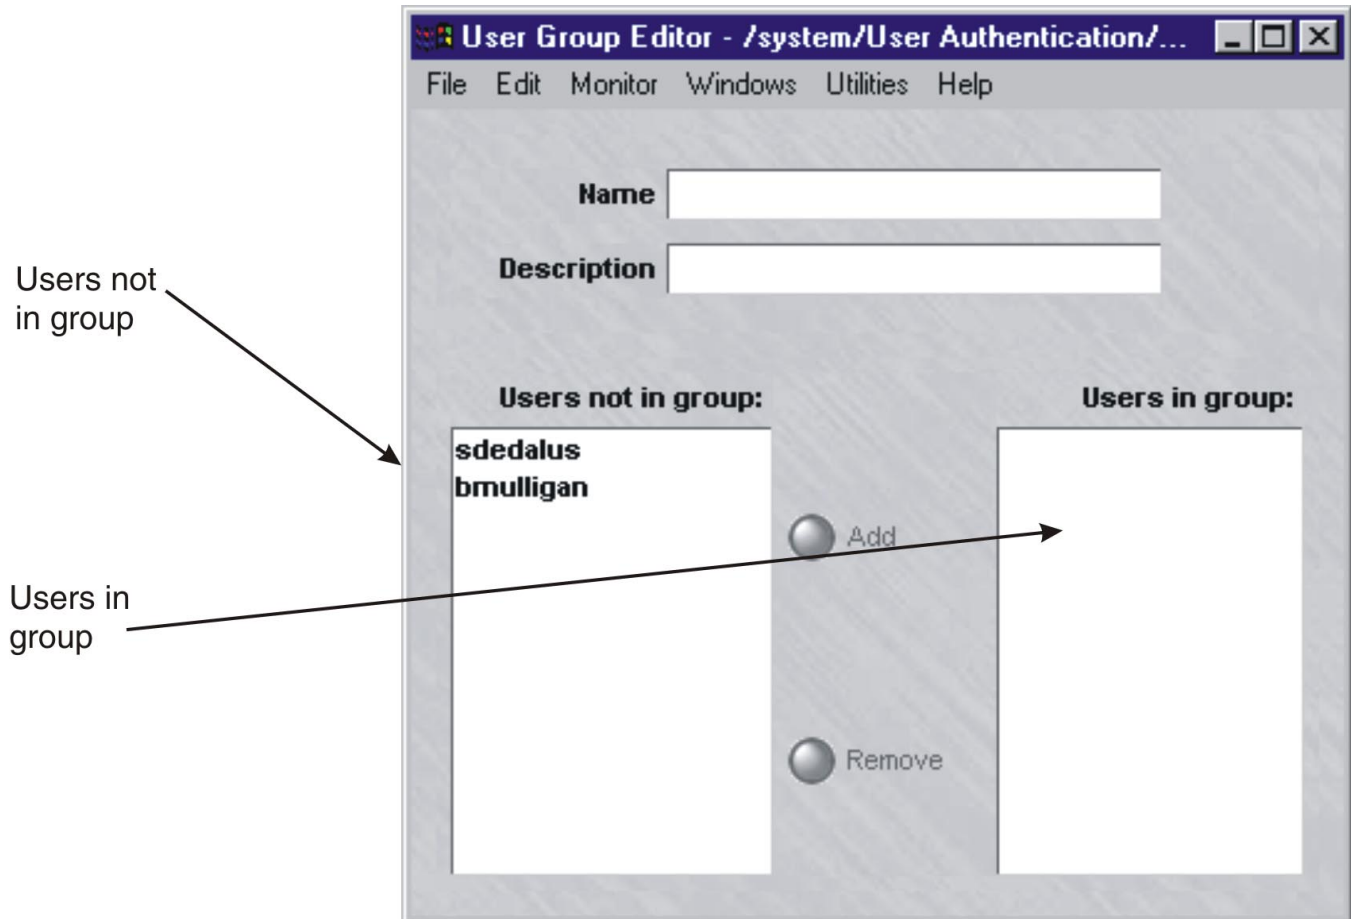 User Group Editor - /system/User Authentication/...
File Edit Monitor Windows Utilities Help
Name
Description
Users not
in group
Users not in group:
Users in group:
sdedalus
bmulligan
Add
Users in
group
Remove